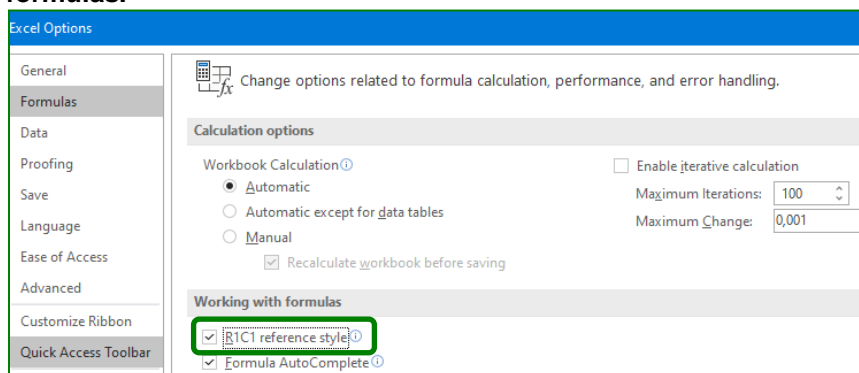 formulas.
Excel Options
General
Formulas
Data
Proofing
Save
Language
Ease of Access
Advanced
Customize Ribbon
Quick Access Toolbar
fx Change options related to formula calculation, performance, and error handling.
Calculation options
Workbook Calculation
Automatic
Automatic except for data tables
Manual
Recalculate workbook before saving
Enable iterative calculation
Maximum Iterations: 100
Maximum Change: 0,001
Working with formulas
R1C1 reference style
Formula AutoComplete